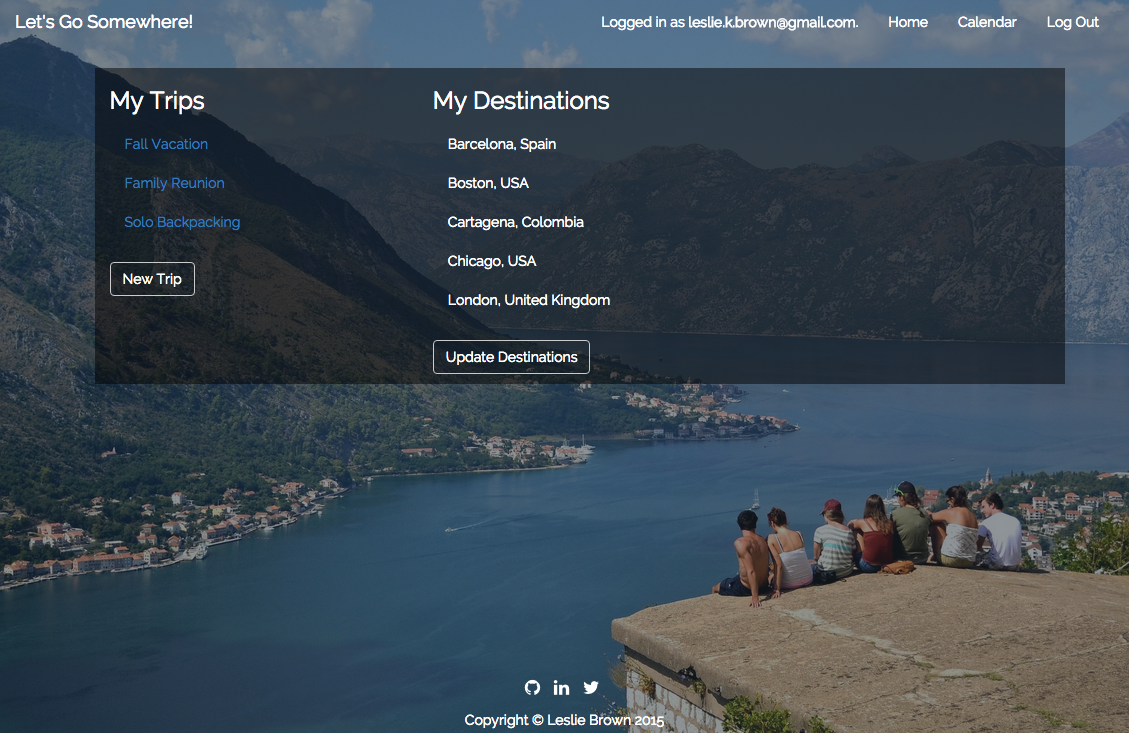 Let's Go Somewhere!
Logged in as leslie.k.brown@gmail.com. Home Calendar Log Out
My Trips
Fall Vacation
Family Reunion
Solo Backpacking
New Trip
My Destinations
Barcelona, Spain
Boston, USA
Cartagena, Colombia
Chicago, USA
London, United Kingdom
Update Destinations
Copyright © Leslie Brown 2015